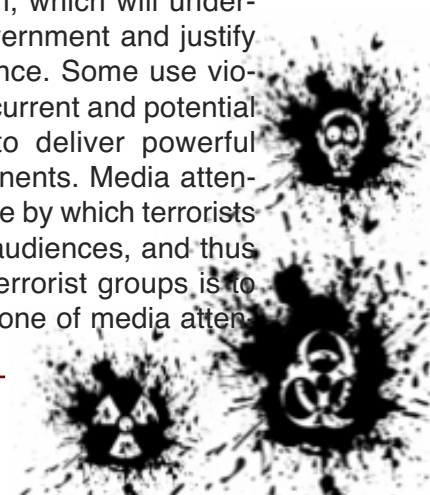 n, which will under-
vernment and justify
nce. Some use vio-
current and potential
to deliver powerful
nents. Media atten-
e by which terrorists
audiences, and thus
errorist groups is to
one of media atten-